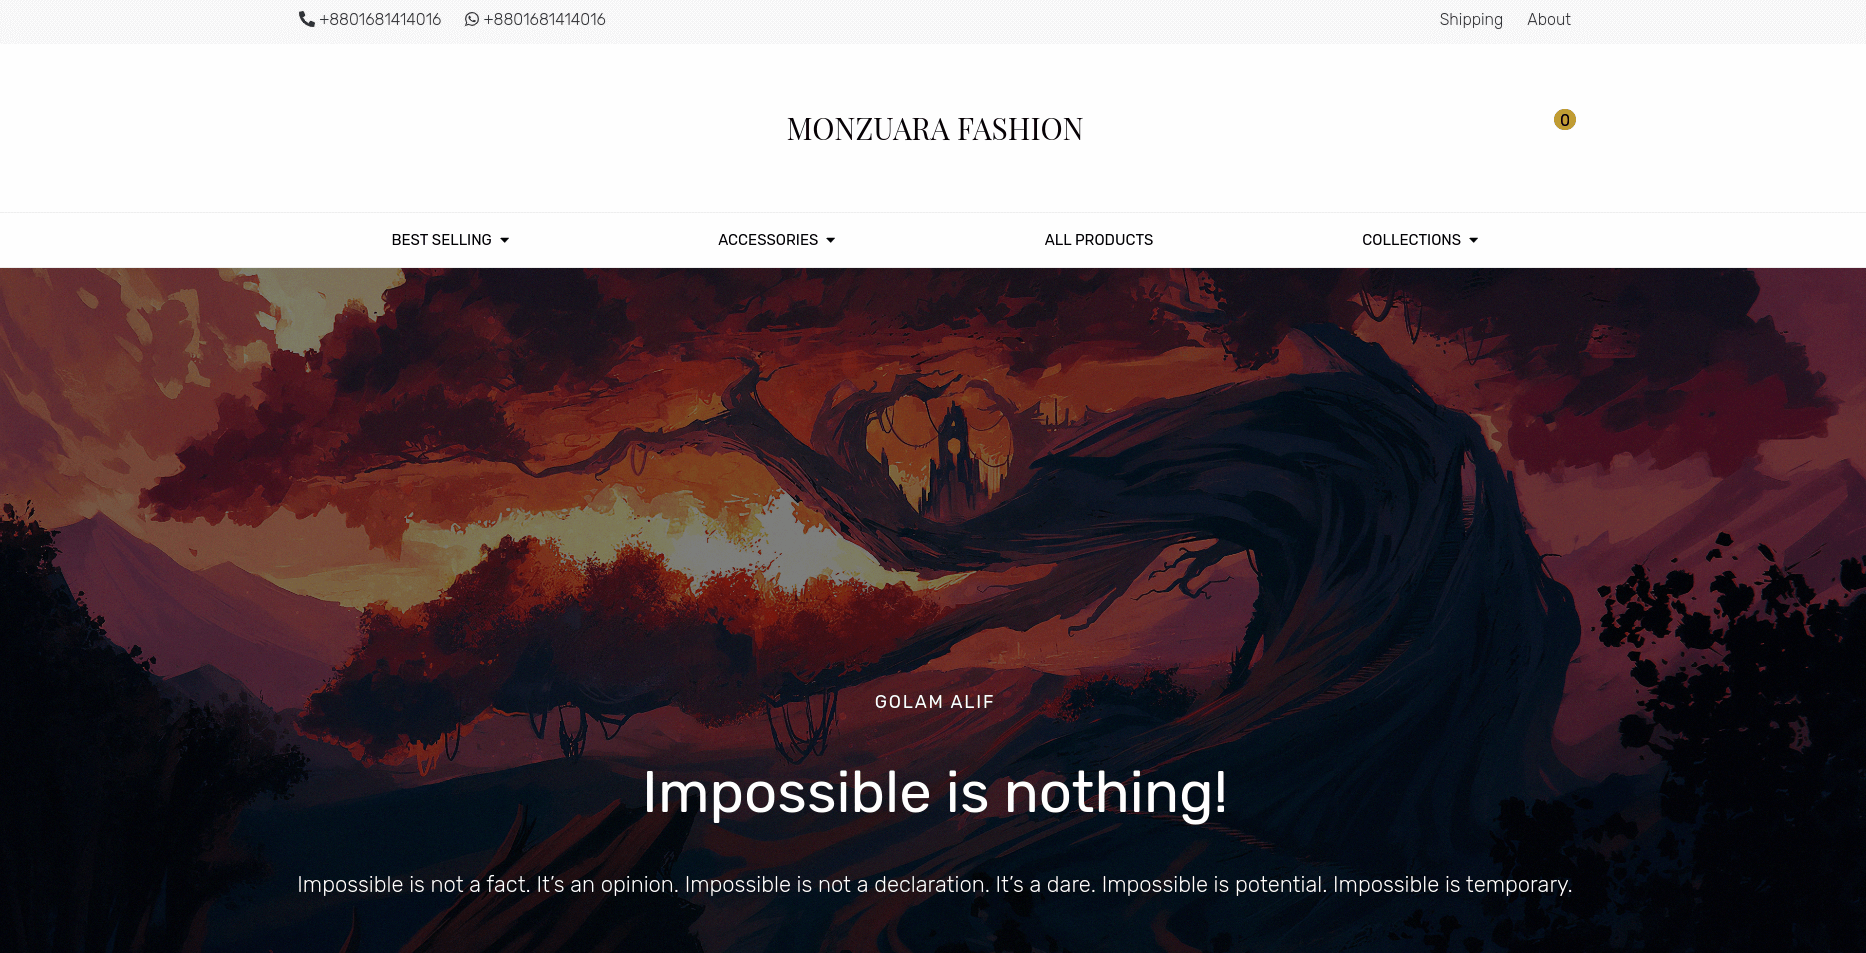 +8801681414016 +8801681414016 Shipping About
MONZUARA FASHION
0
BEST SELLING ACCESSORIES ALL PRODUCTS COLLECTIONS
GOLAM ALIF
Impossible is nothing!
Impossible is not a fact. It’s an opinion. Impossible is not a declaration. It’s a dare. Impossible is potential. Impossible is temporary.